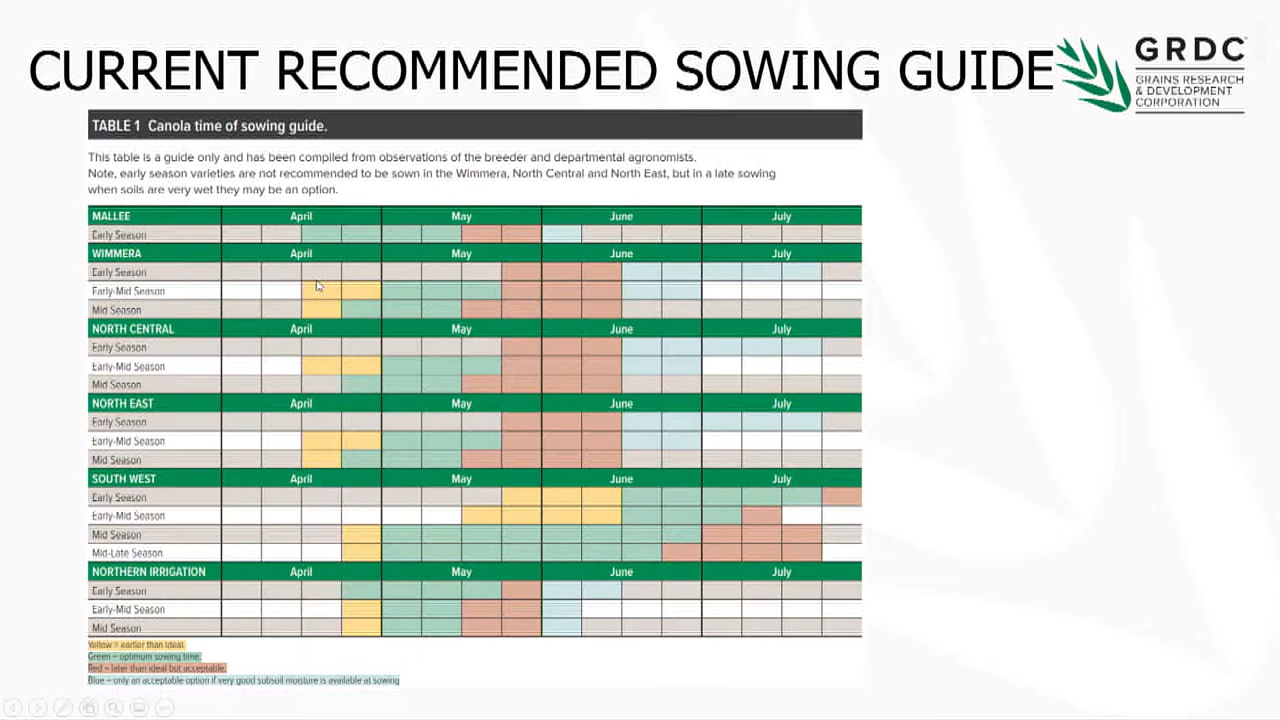 CURRENT RECOMMENDED SOWING GUIDE
GRDC
GRAINS RESEARCH
& DEVELOPMENT
CORPORATION
TABLE 1 Canola time of sowing guide.
This table is a guide only and has been compiled from observations of the breeder and departmental agronomists.
Note, early season varieties are not recommended to be sown in the Wimmera, North Central and North East, but in a late sowing
when soils are very wet they may be an option.
MALLEE April May June July
Early Season
WIMMERA April May June July
Early Season
Early-Mid Season
Mid Season
NORTH CENTRAL April May June July
Early Season
Early-Mid Season
Mid Season
NORTH EAST April May June July
Early Season
Early-Mid Season
Mid Season
SOUTH WEST April May June July
Early Season
Early-Mid Season
Mid Season
Mid-Late Season
NORTHERN IRRIGATION April May June July
Early Season
Early-Mid Season
Mid Season
Yellow = earlier than ideal.
Green = optimum sowing time.
Red = later than ideal but acceptable.
Blue = only an acceptable option if very good subsoil moisture is available at sowing